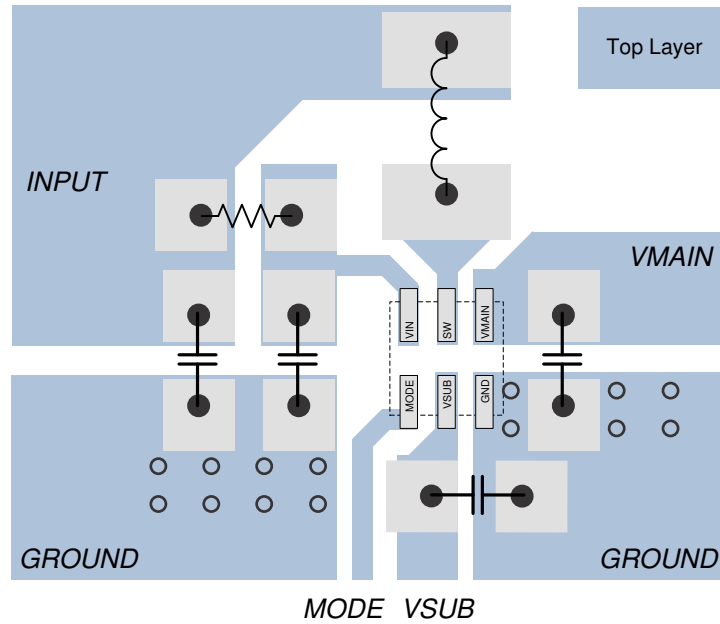 Top Layer
INPUT
VMAIN
VIN
SW
VMAIN
MODE
VSUB
GND
GROUND
GROUND
MODE VSUB